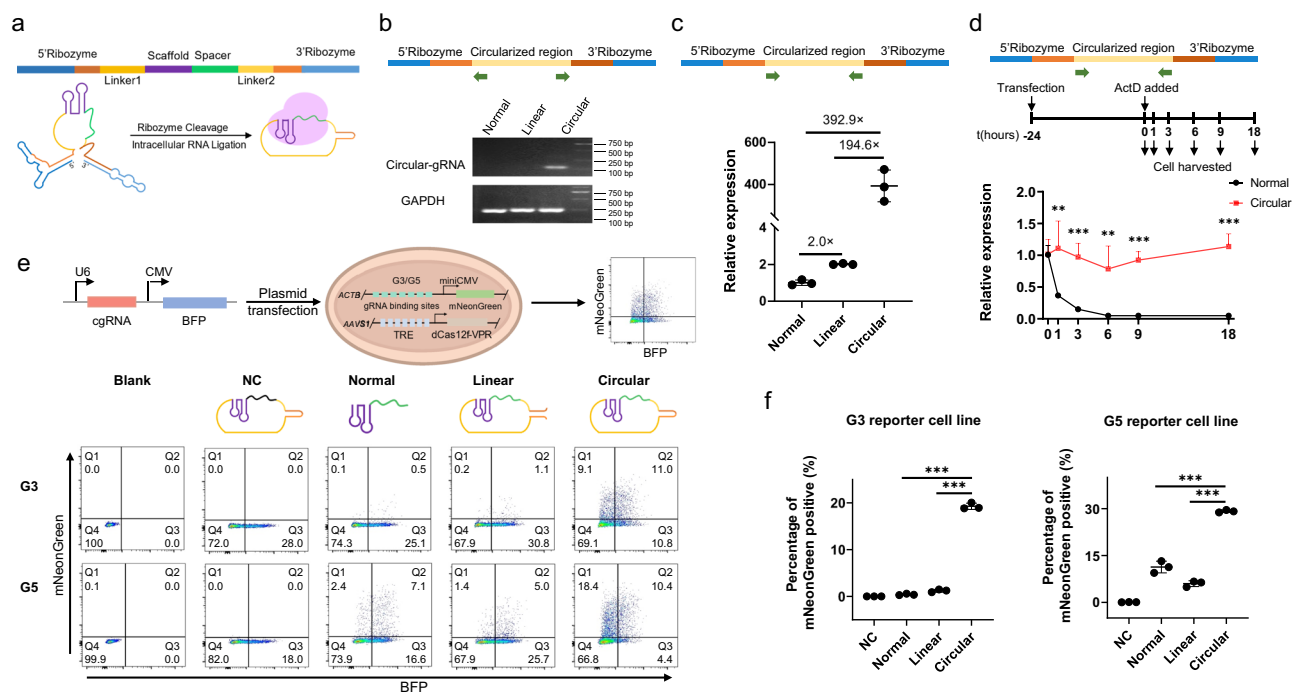 a
5'Ribozyme
Scaffold
Spacer
3'Ribozyme
Linker1
Linker2
Ribozyme Cleavage
Intracellular RNA Ligation
5'
3'
b
5'Ribozyme
Circularized region
3'Ribozyme
Normal
Linear
Circular
Circular-gRNA
750 bp
500 bp
250 bp
100 bp
GAPDH
750 bp
500 bp
250 bp
100 bp
c
5'Ribozyme
Circularized region
3'Ribozyme
Relative expression
600
400
200
4
2
0
392.9×
194.6×
2.0×
Normal
Linear
Circular
d
5'Ribozyme
Circularized region
3'Ribozyme
Transfection
ActD added
t(hours)
-24
0 1 3 6 9 18
Cell harvested
Normal
Circular
Relative expression
1.5
1.0
0.5
0.0
** *** ** *** ***
0 1 3 6 9 18
e
U6
CMV
cgRNA
BFP
Plasmid
transfection
G3/G5
miniCMV
ACTB
gRNA binding sites
mNeonGreen
AAVS1
TRE
dCas12f-VPR
mNeoGreen
BFP
Blank
NC
Normal
Linear
Circular
G3
Q1 Q2 Q1 Q2 Q1 Q2 Q1 Q2 Q1 Q2
0.0 0.0 0.0 0.0 0.1 0.5 0.2 1.1 9.1 11.0
Q4 Q3 Q4 Q3 Q4 Q3 Q4 Q3 Q4 Q3
100 0.0 72.0 28.0 74.3 25.1 67.9 30.8 69.1 10.8
G5
Q1 Q2 Q1 Q2 Q1 Q2 Q1 Q2 Q1 Q2
0.1 0.0 0.0 0.0 2.4 7.1 1.4 5.0 18.4 10.4
Q4 Q3 Q4 Q3 Q4 Q3 Q4 Q3 Q4 Q3
99.9 0.0 82.0 18.0 73.9 16.6 67.9 25.7 66.8 4.4
mNeonGreen
BFP
f
G3 reporter cell line
Percentage of
mNeonGreen positive (%)
20
10
0
***
***
NC
Normal
Linear
Circular
G5 reporter cell line
Percentage of
mNeonGreen positive (%)
30
15
0
***
***
NC
Normal
Linear
Circular